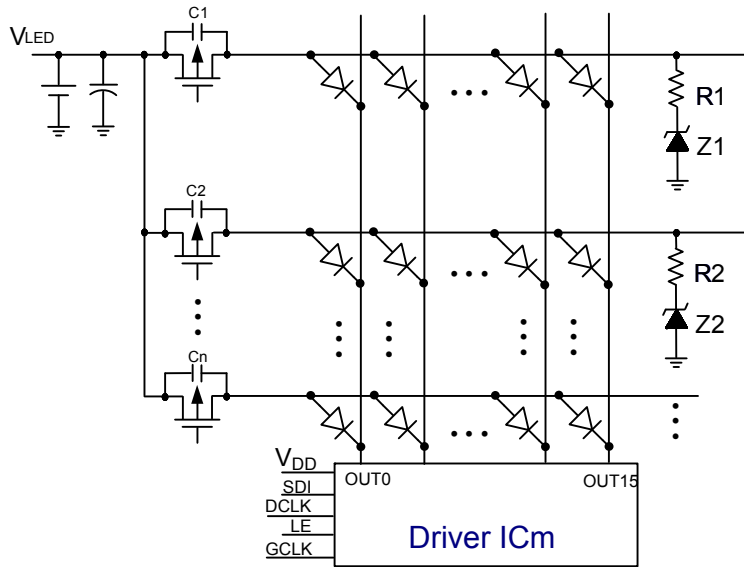 C1
VLED
R1
Z1
C2
R2
Z2
Cn
VDD
SDI
DCLK
LE
GCLK
OUT0
OUT15
Driver ICm